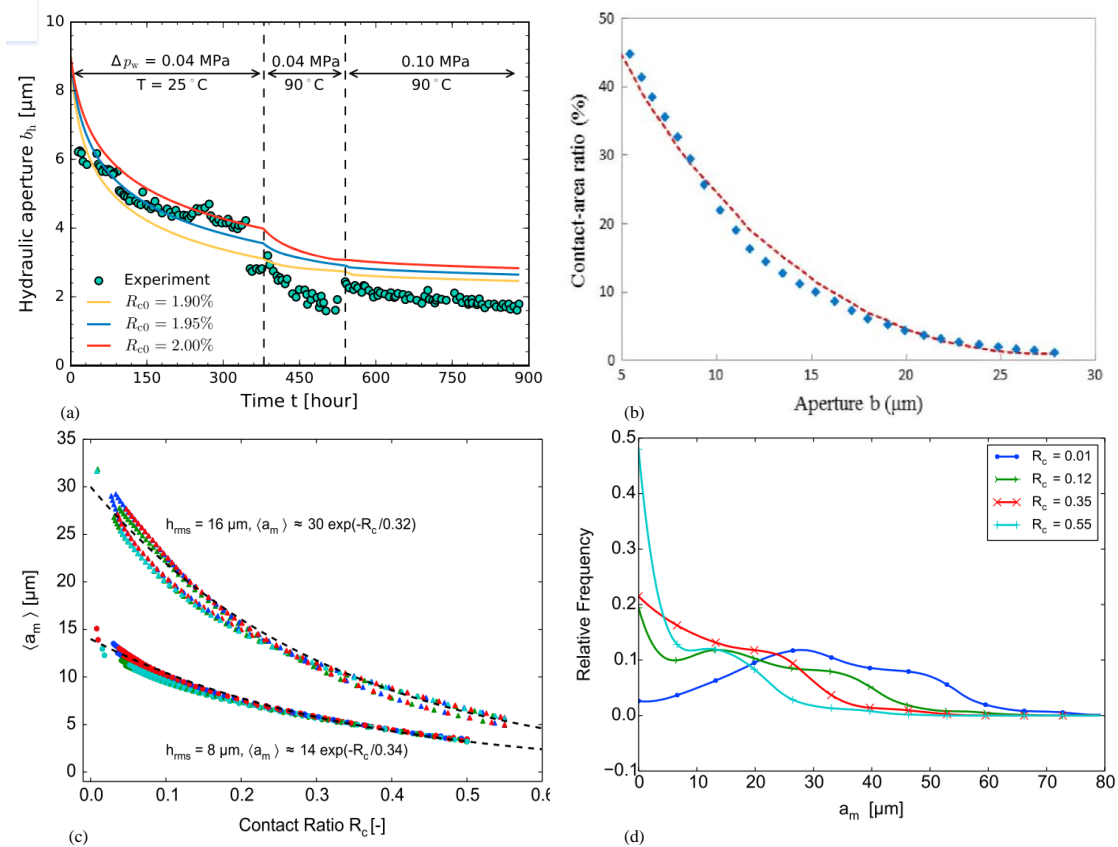 10
8
6
4
2
0
Hydraulic aperture b_h [μm]
Δp_w = 0.04 MPa
T = 25°C
0.04 MPa
90°C
0.10 MPa
90°C
Experiment
R_c0 = 1.90%
R_c0 = 1.95%
R_c0 = 2.00%
0 150 300 450 600 750 900
Time t [hour]
(a)
50
40
30
20
10
0
Contact-area ratio (%)
5 10 15 20 25 30
Aperture b (μm)
(b)
35
30
25
20
15
10
5
0
⟨a_m⟩ [μm]
h_rms = 16 μm, ⟨a_m⟩ ≈ 30 exp(-R_c/0.32)
h_rms = 8 μm, ⟨a_m⟩ ≈ 14 exp(-R_c/0.34)
0.0 0.1 0.2 0.3 0.4 0.5 0.6
Contact Ratio R_c [-]
(c)
0.5
0.4
0.3
0.2
0.1
0.0
−0.1
Relative Frequency
R_c = 0.01
R_c = 0.12
R_c = 0.35
R_c = 0.55
0 10 20 30 40 50 60 70 80
a_m [μm]
(d)